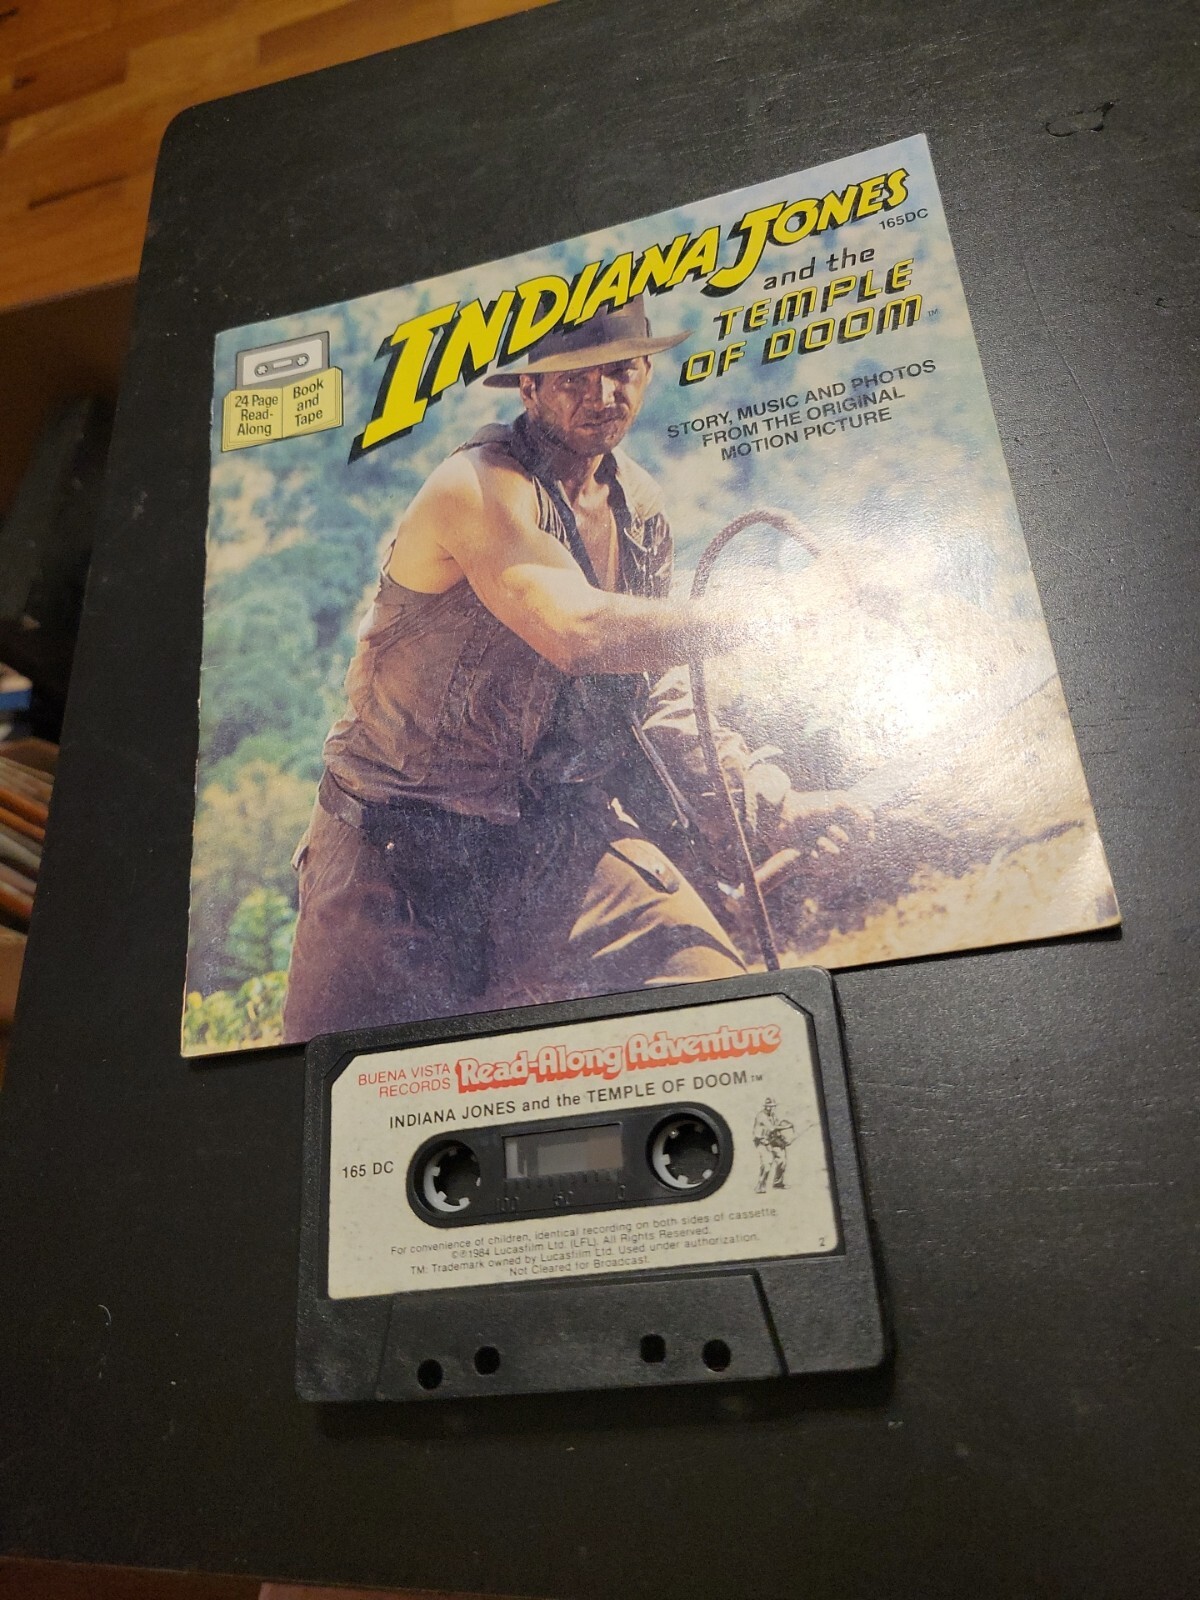 INDIANA JONES
165DC
and the
TEMPLE
OF DOOM™
STORY, MUSIC AND PHOTOS
FROM THE ORIGINAL
MOTION PICTURE
24 Page
Read-
Along
Book
and
Tape
BUENA VISTA
RECORDS
Read-Along Adventure
INDIANA JONES and the TEMPLE OF DOOM™
165 DC
100 50 0
For convenience of children, identical recording on both sides of cassette.
©℗1984 Lucasfilm Ltd. (LFL). All Rights Reserved.
TM: Trademark owned by Lucasfilm Ltd. Used under authorization.
Not Cleared for Broadcast.
2